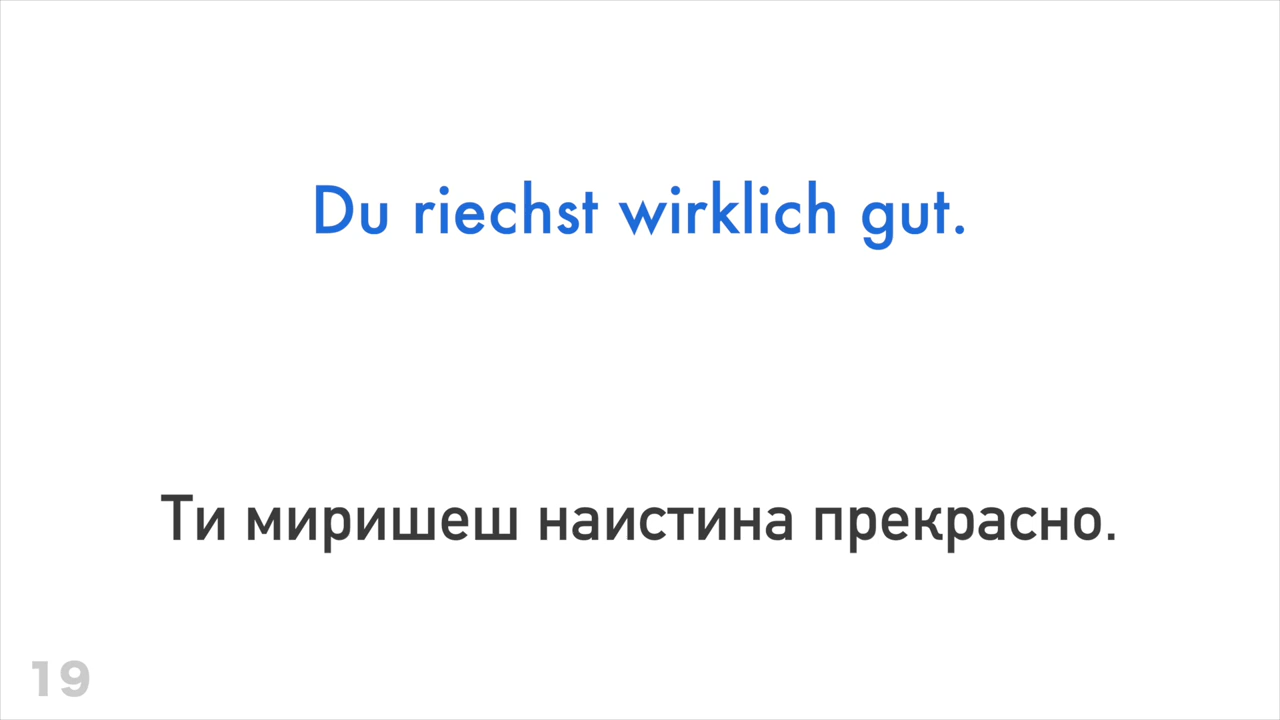 Du riechst wirklich gut.
Ти миришеш наистина прекрасно.
19